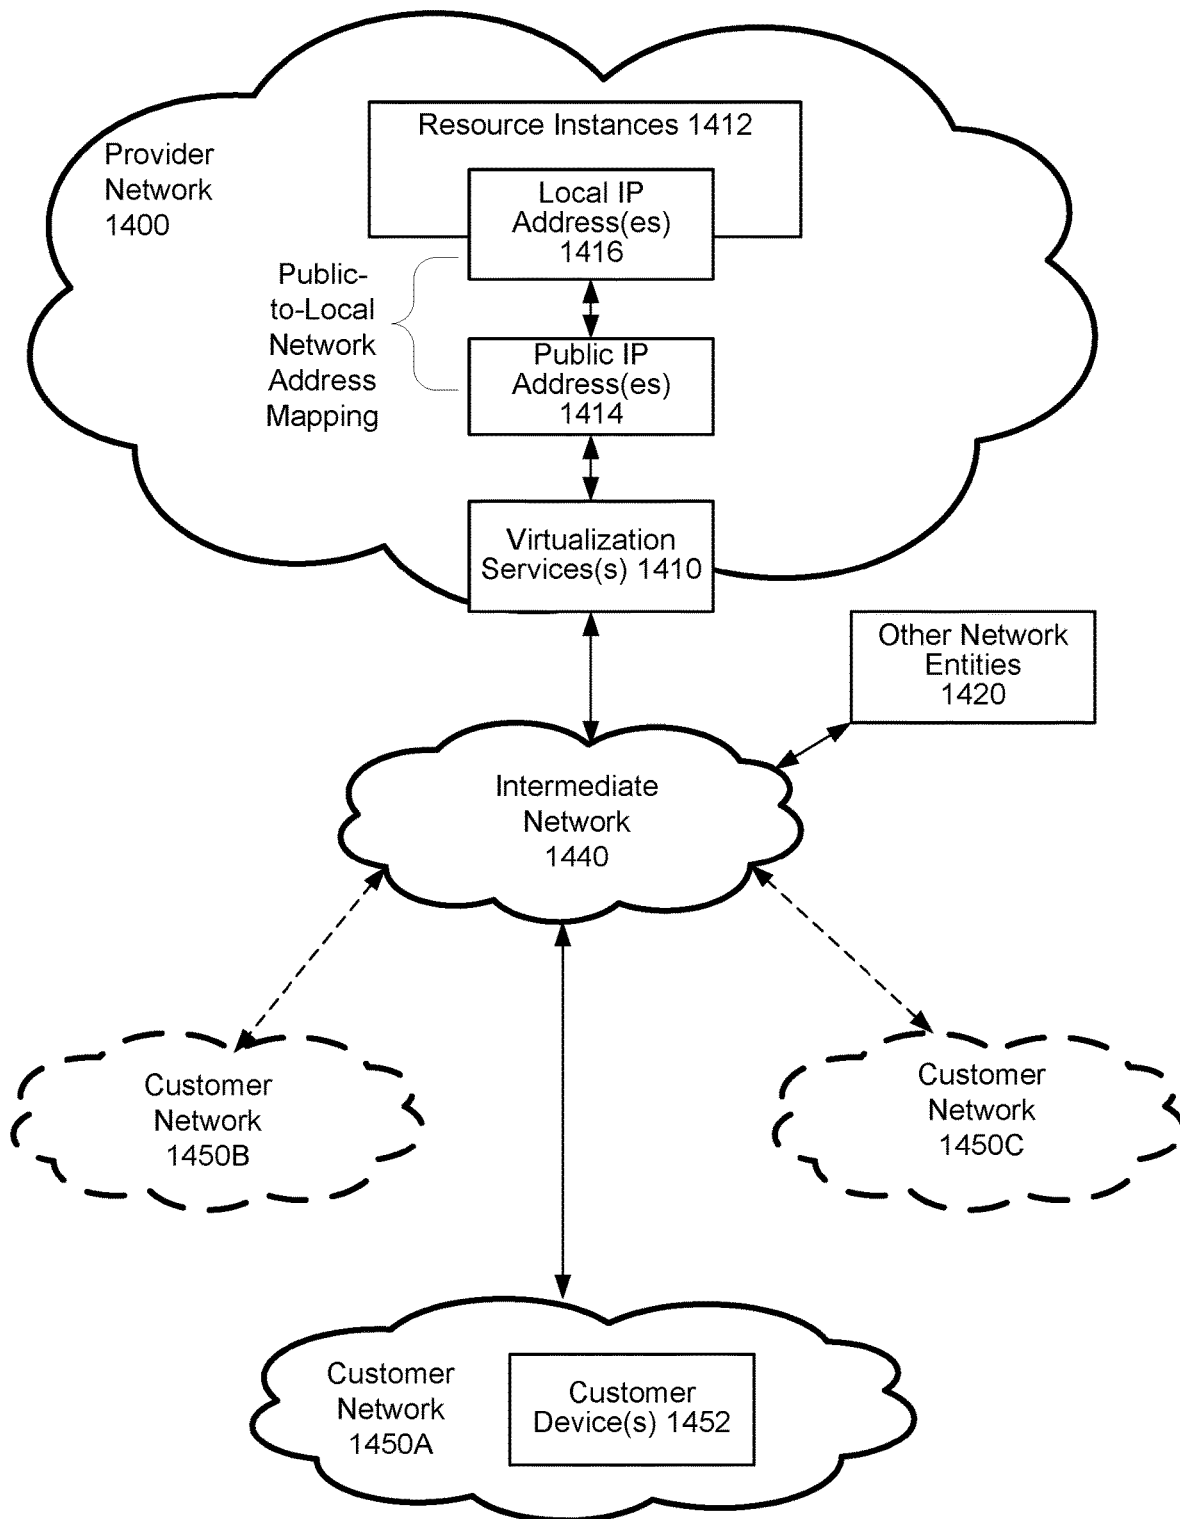 Resource Instances 1412
Provider
Network
1400
Local IP
Address(es)
1416
Public-
to-Local
Network
Address
Mapping
Public IP
Address(es)
1414
Virtualization
Services(s) 1410
Other Network
Entities
1420
Intermediate
Network
1440
Customer
Network
1450B
Customer
Network
1450C
Customer
Network
1450A
Customer
Device(s) 1452